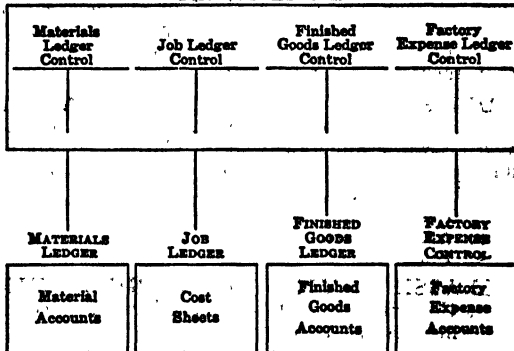 Materials
Ledger
Control
Job Ledger
Control
Finished
Goods Ledger
Control
Factory
Expense Ledger
Control
MATERIALS
LEDGER
JOB
LEDGER
FINISHED
GOODS
LEDGER
FACTORY
EXPENSE
CONTROL
Material
Accounts
Cost
Sheets
Finished
Goods
Accounts
Factory
Expense
Accounts